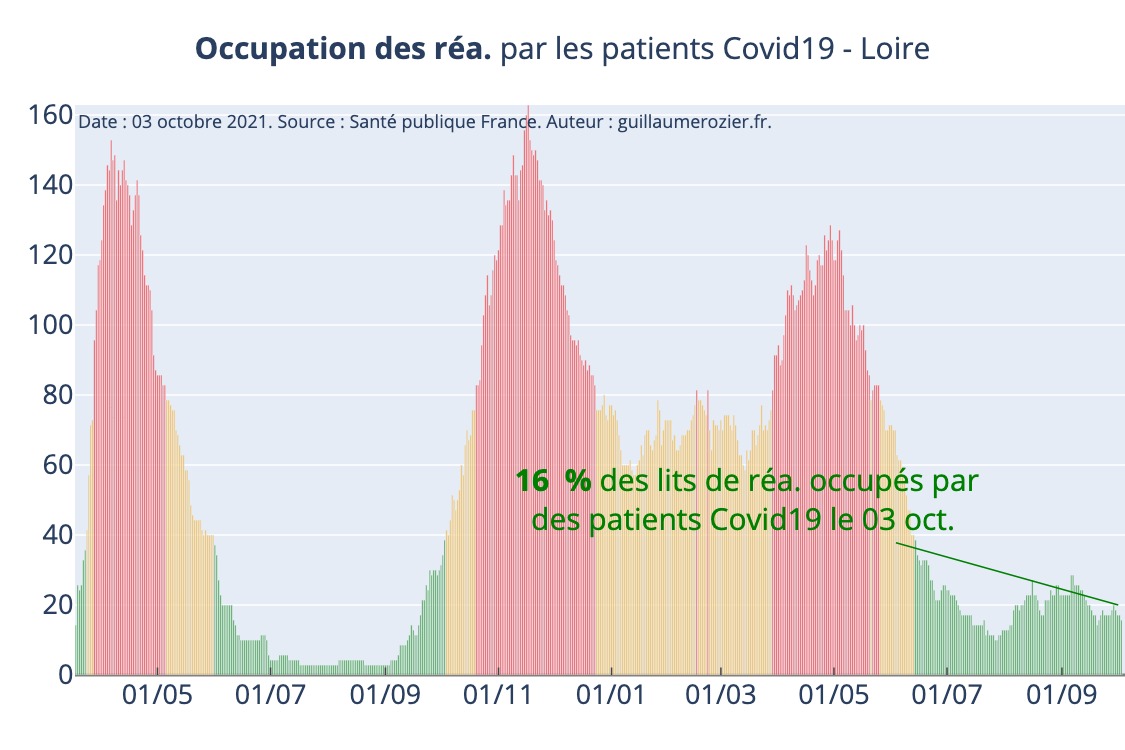 Occupation des réa. par les patients Covid19 - Loire
Date : 03 octobre 2021. Source : Santé publique France. Auteur : guillaumerozier.fr.
160
140
120
100
80
60
40
20
0
16 % des lits de réa. occupés par
des patients Covid19 le 03 oct.
01/05 01/07 01/09 01/11 01/01 01/03 01/05 01/07 01/09